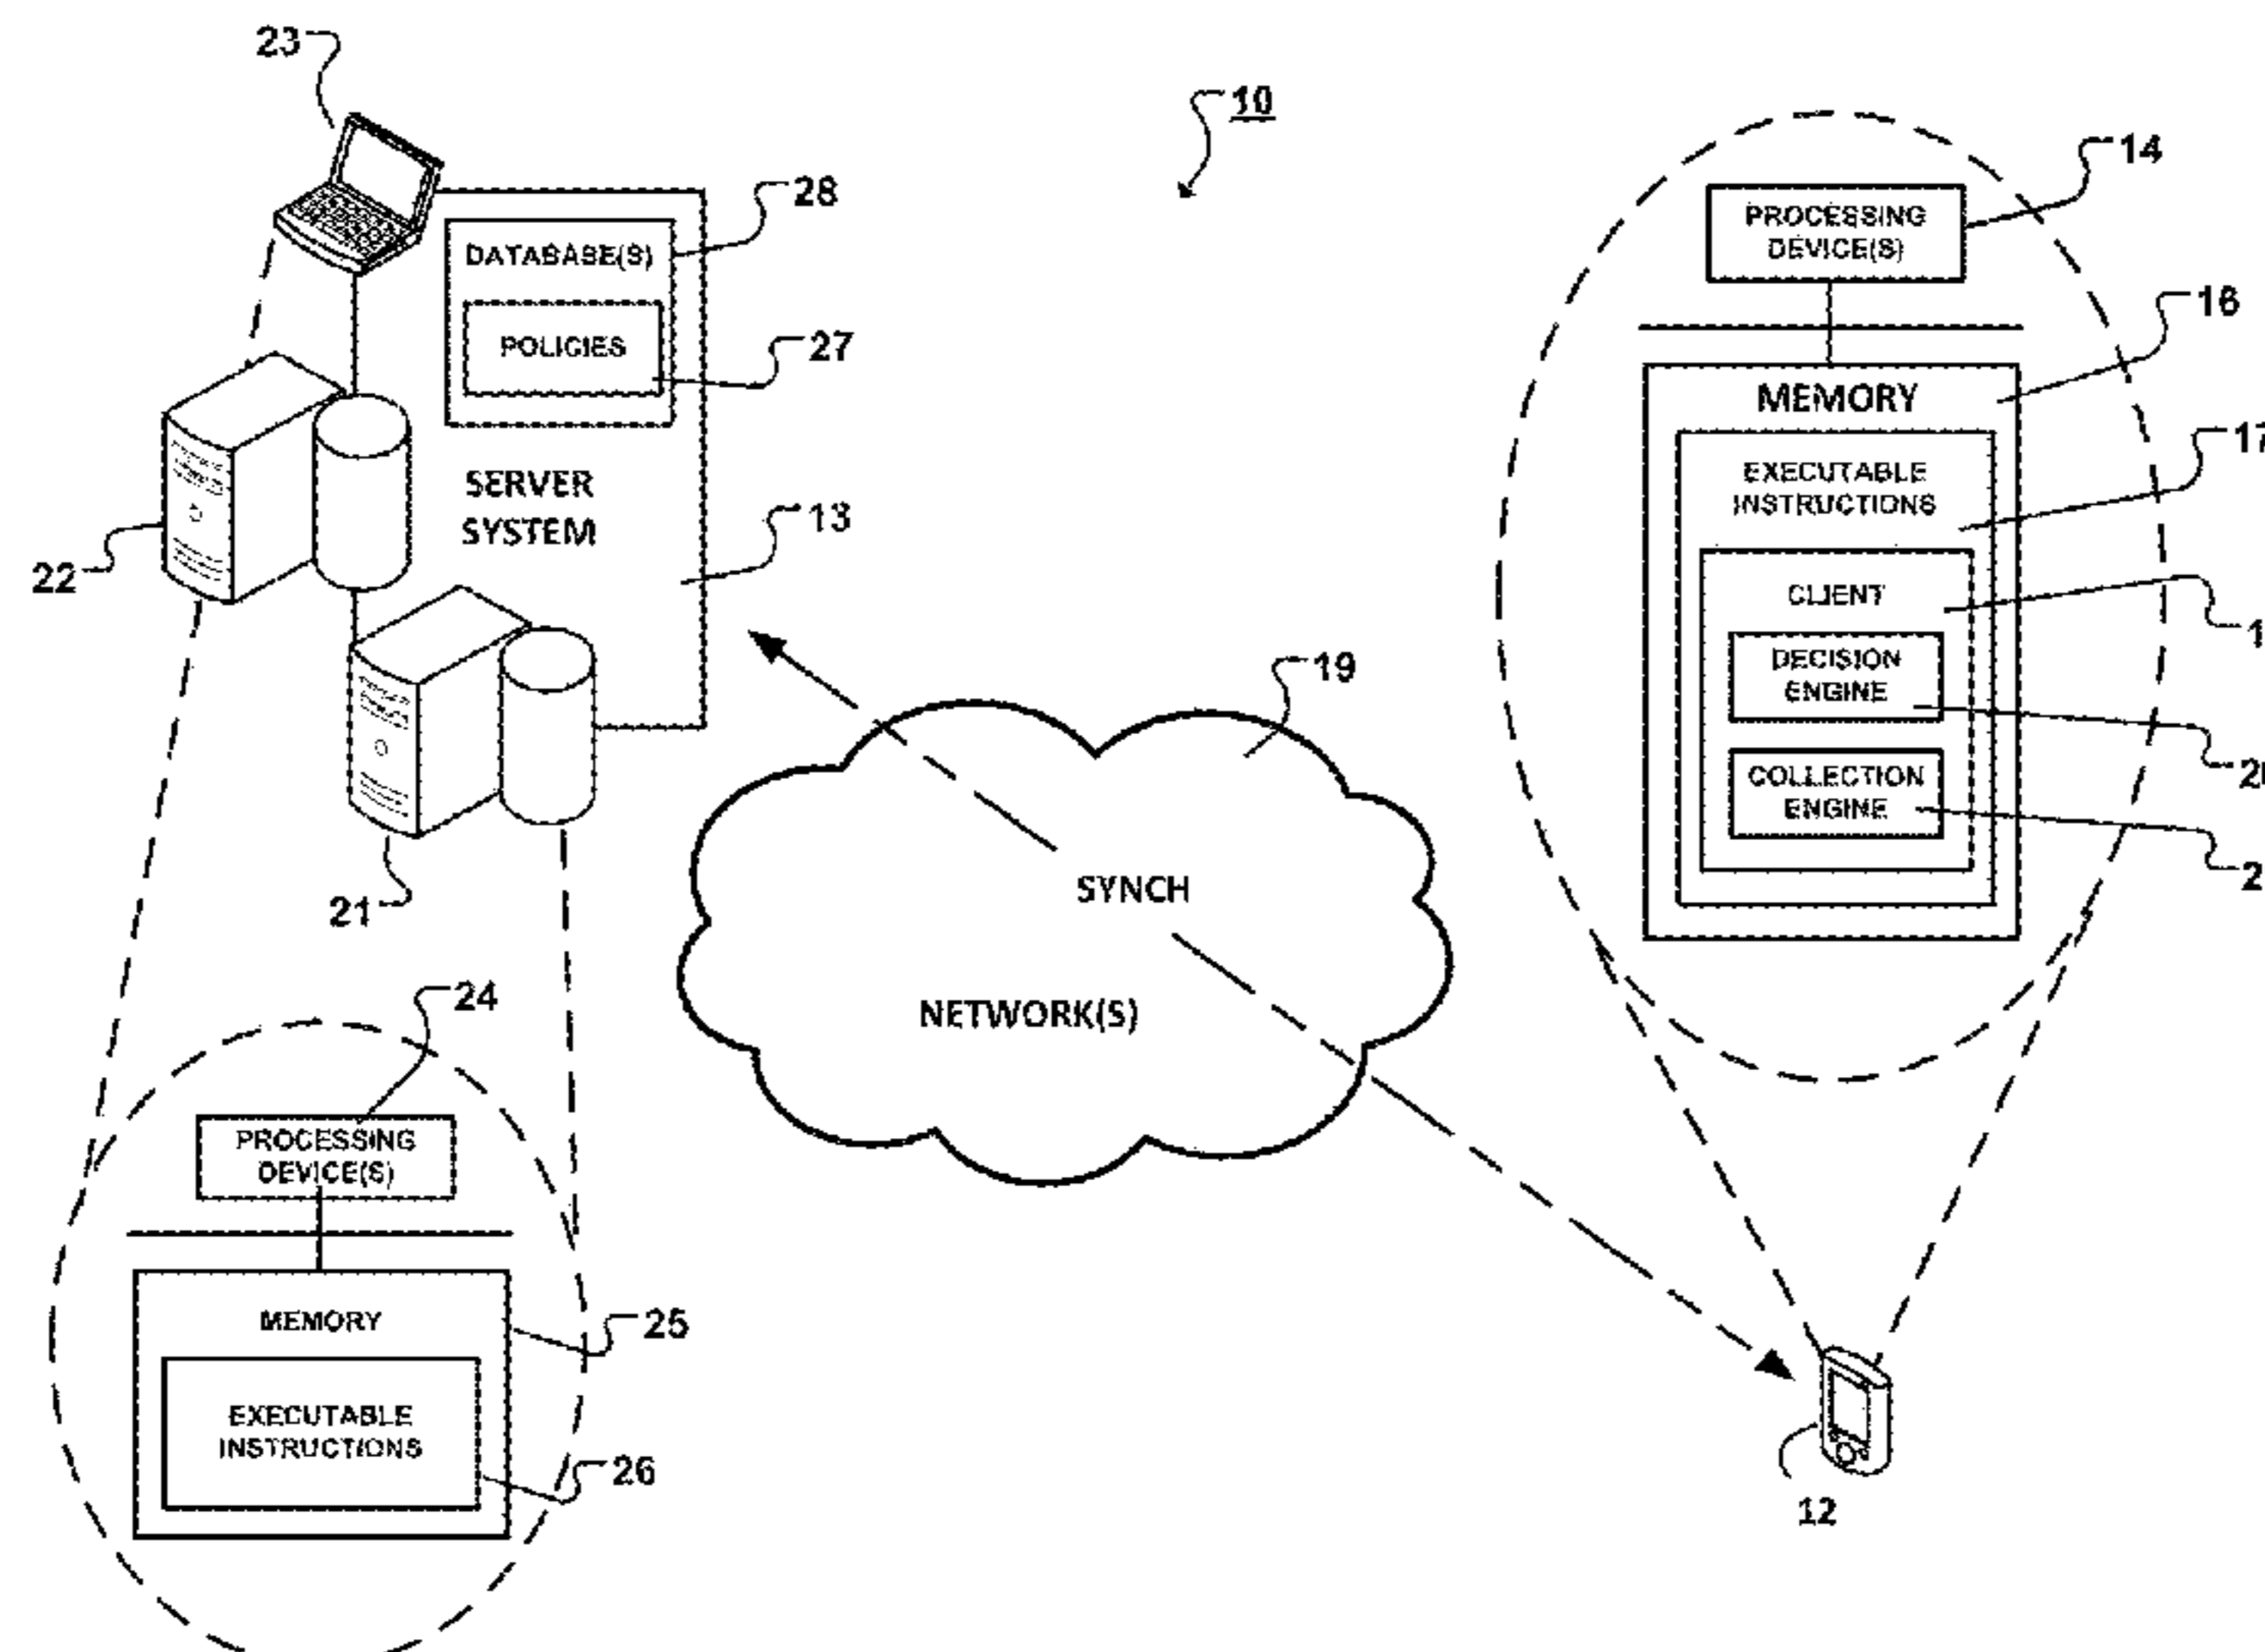 23
10
14
PROCESSING
DEVICE(S)
28
DATABASE(S)
16
27
POLICIES
MEMORY
17
EXECUTABLE
INSTRUCTIONS
SERVER
SYSTEM
13
22
CLIENT
DECISION
ENGINE
19
COLLECTION
ENGINE
21
SYNCH
NETWORK(S)
24
PROCESSING
DEVICE(S)
MEMORY
25
EXECUTABLE
INSTRUCTIONS
26
12